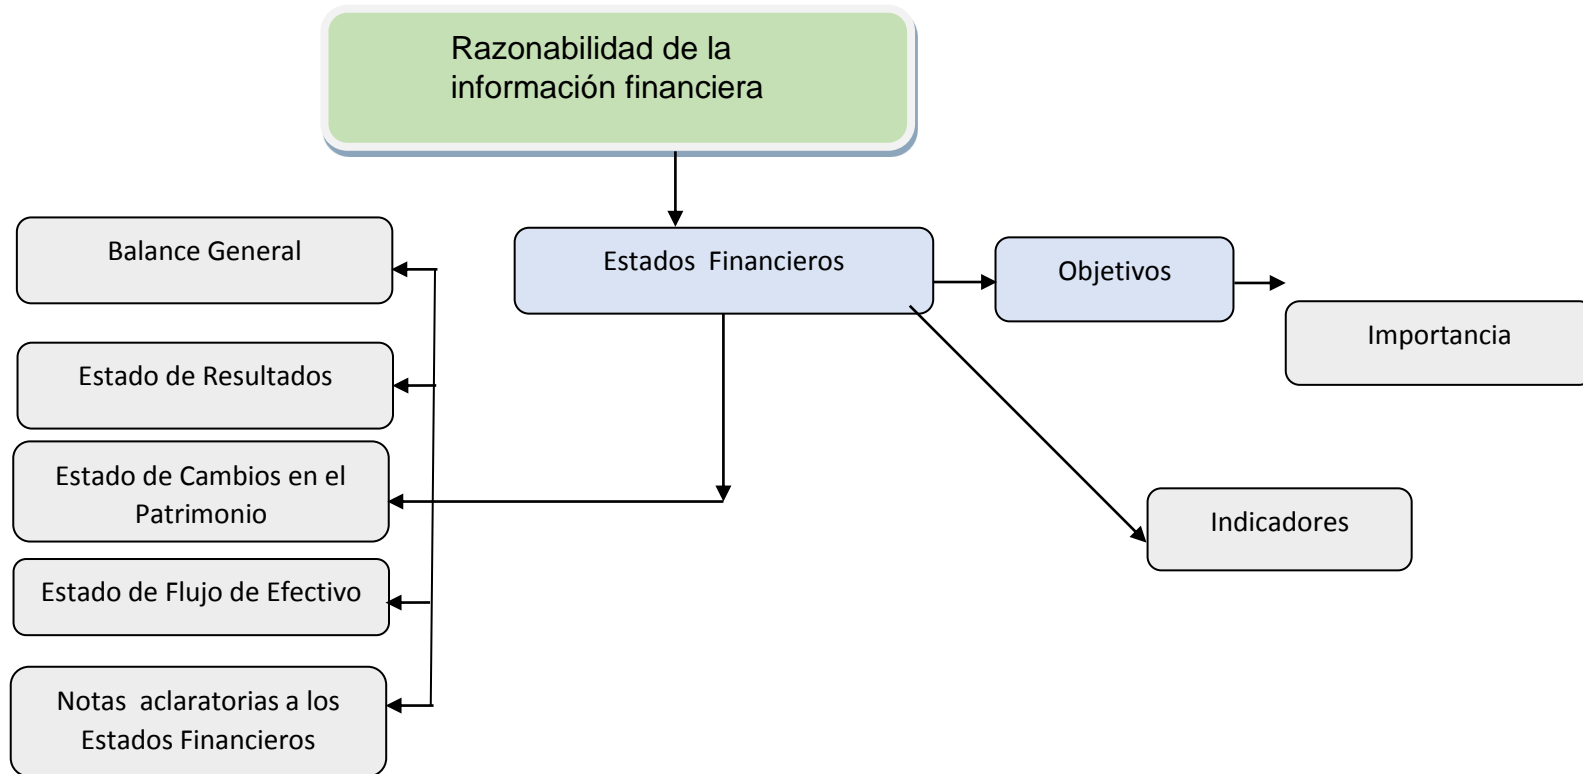 Razonabilidad de la
información financiera
Balance General
Estados  Financieros
Objetivos
Importancia
Estado de Resultados
Estado de Cambios en el
Patrimonio
Indicadores
Estado de Flujo de Efectivo
Notas  aclaratorias a los
Estados Financieros